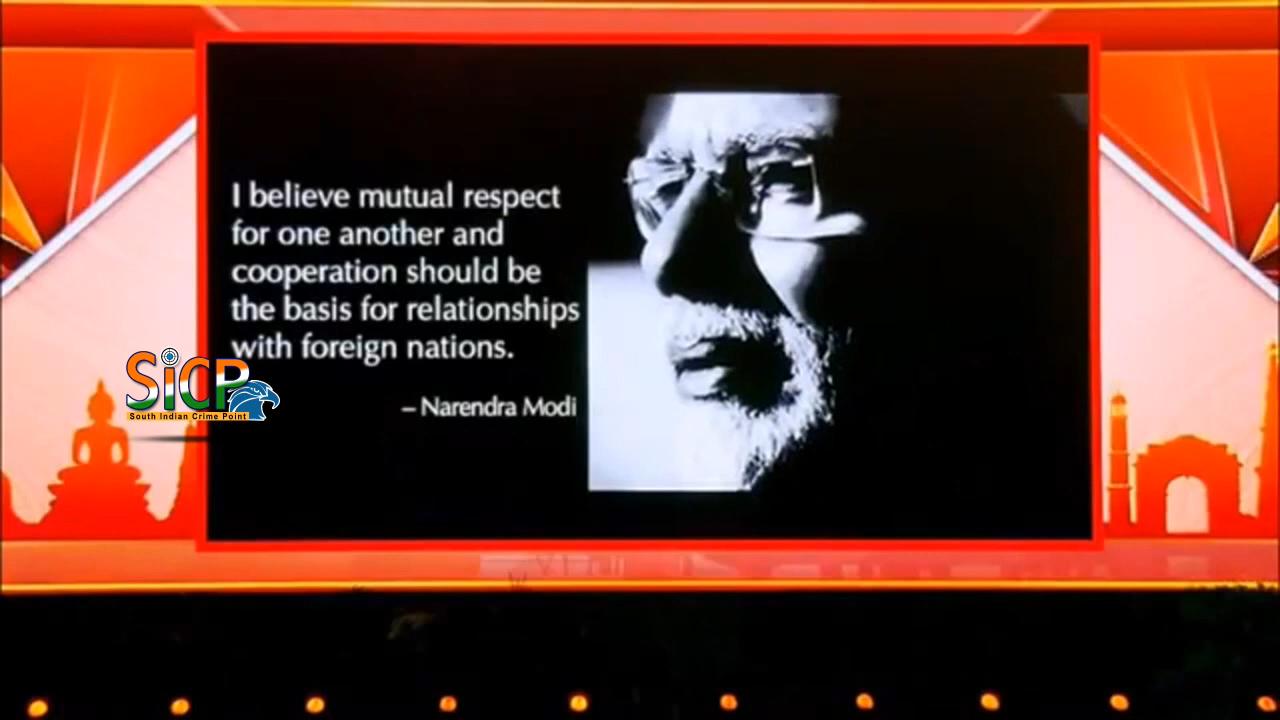 I believe mutual respect
for one another and
cooperation should be
the basis for relationships
with foreign nations.
– Narendra Modi
SiCP
South Indian Crime Point